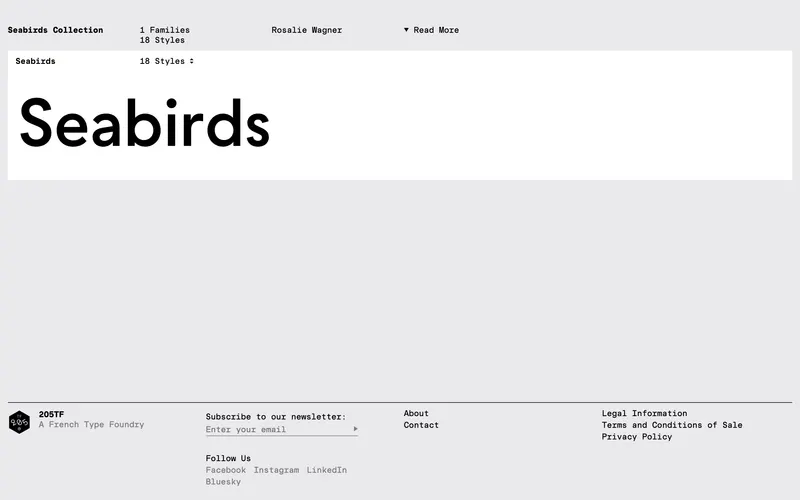 Seabirds Collection
1 Families
18 Styles
Rosalie Wagner
▼ Read More
Seabirds
18 Styles
Seabirds
205TF
A French Type Foundry
Subscribe to our newsletter:
Enter your email
Follow Us
Facebook Instagram LinkedIn
Bluesky
About
Contact
Legal Information
Terms and Conditions of Sale
Privacy Policy